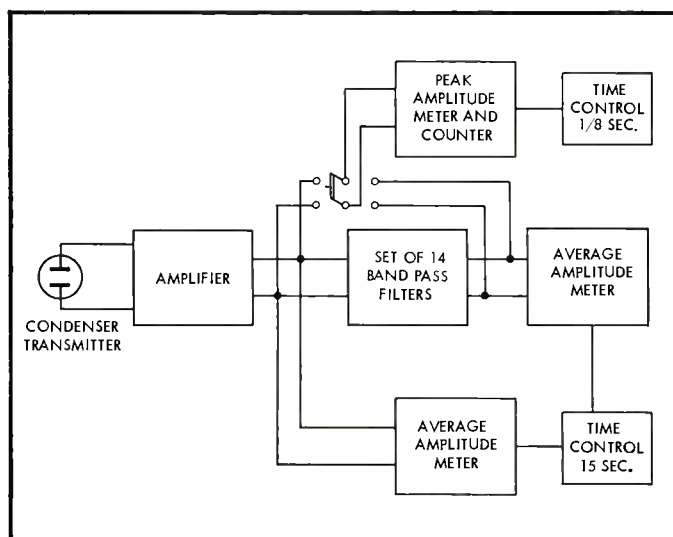 PEAK
AMPLITUDE
METER AND
COUNTER
TIME
CONTROL
1/8 SEC.
AMPLIFIER
SET OF 14
BAND PASS
FILTERS
AVERAGE
AMPLITUDE
METER
CONDENSER
TRANSMITTER
AVERAGE
AMPLITUDE
METER
TIME
CONTROL
15 SEC.